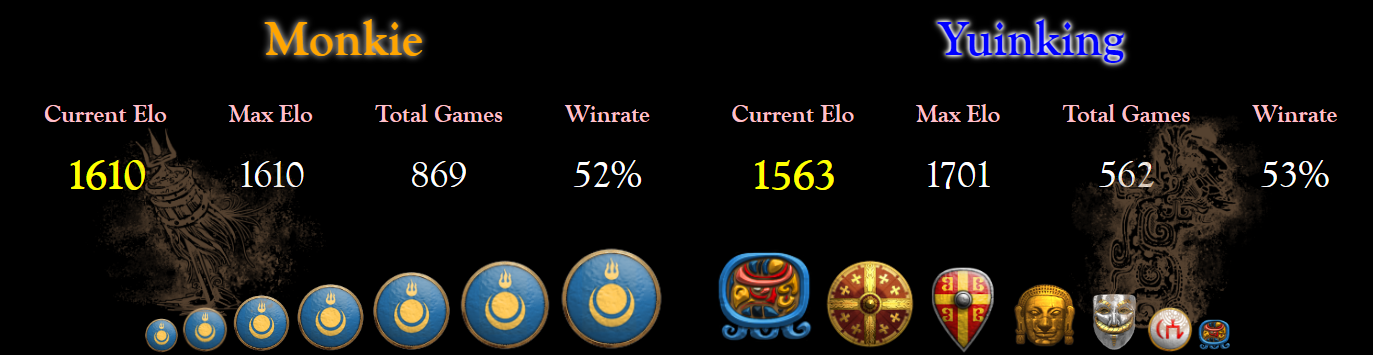 Monkie
Yuinking
Current Elo Max Elo Total Games Winrate
1610 1610 869 52%
Current Elo Max Elo Total Games Winrate
1563 1701 562 53%